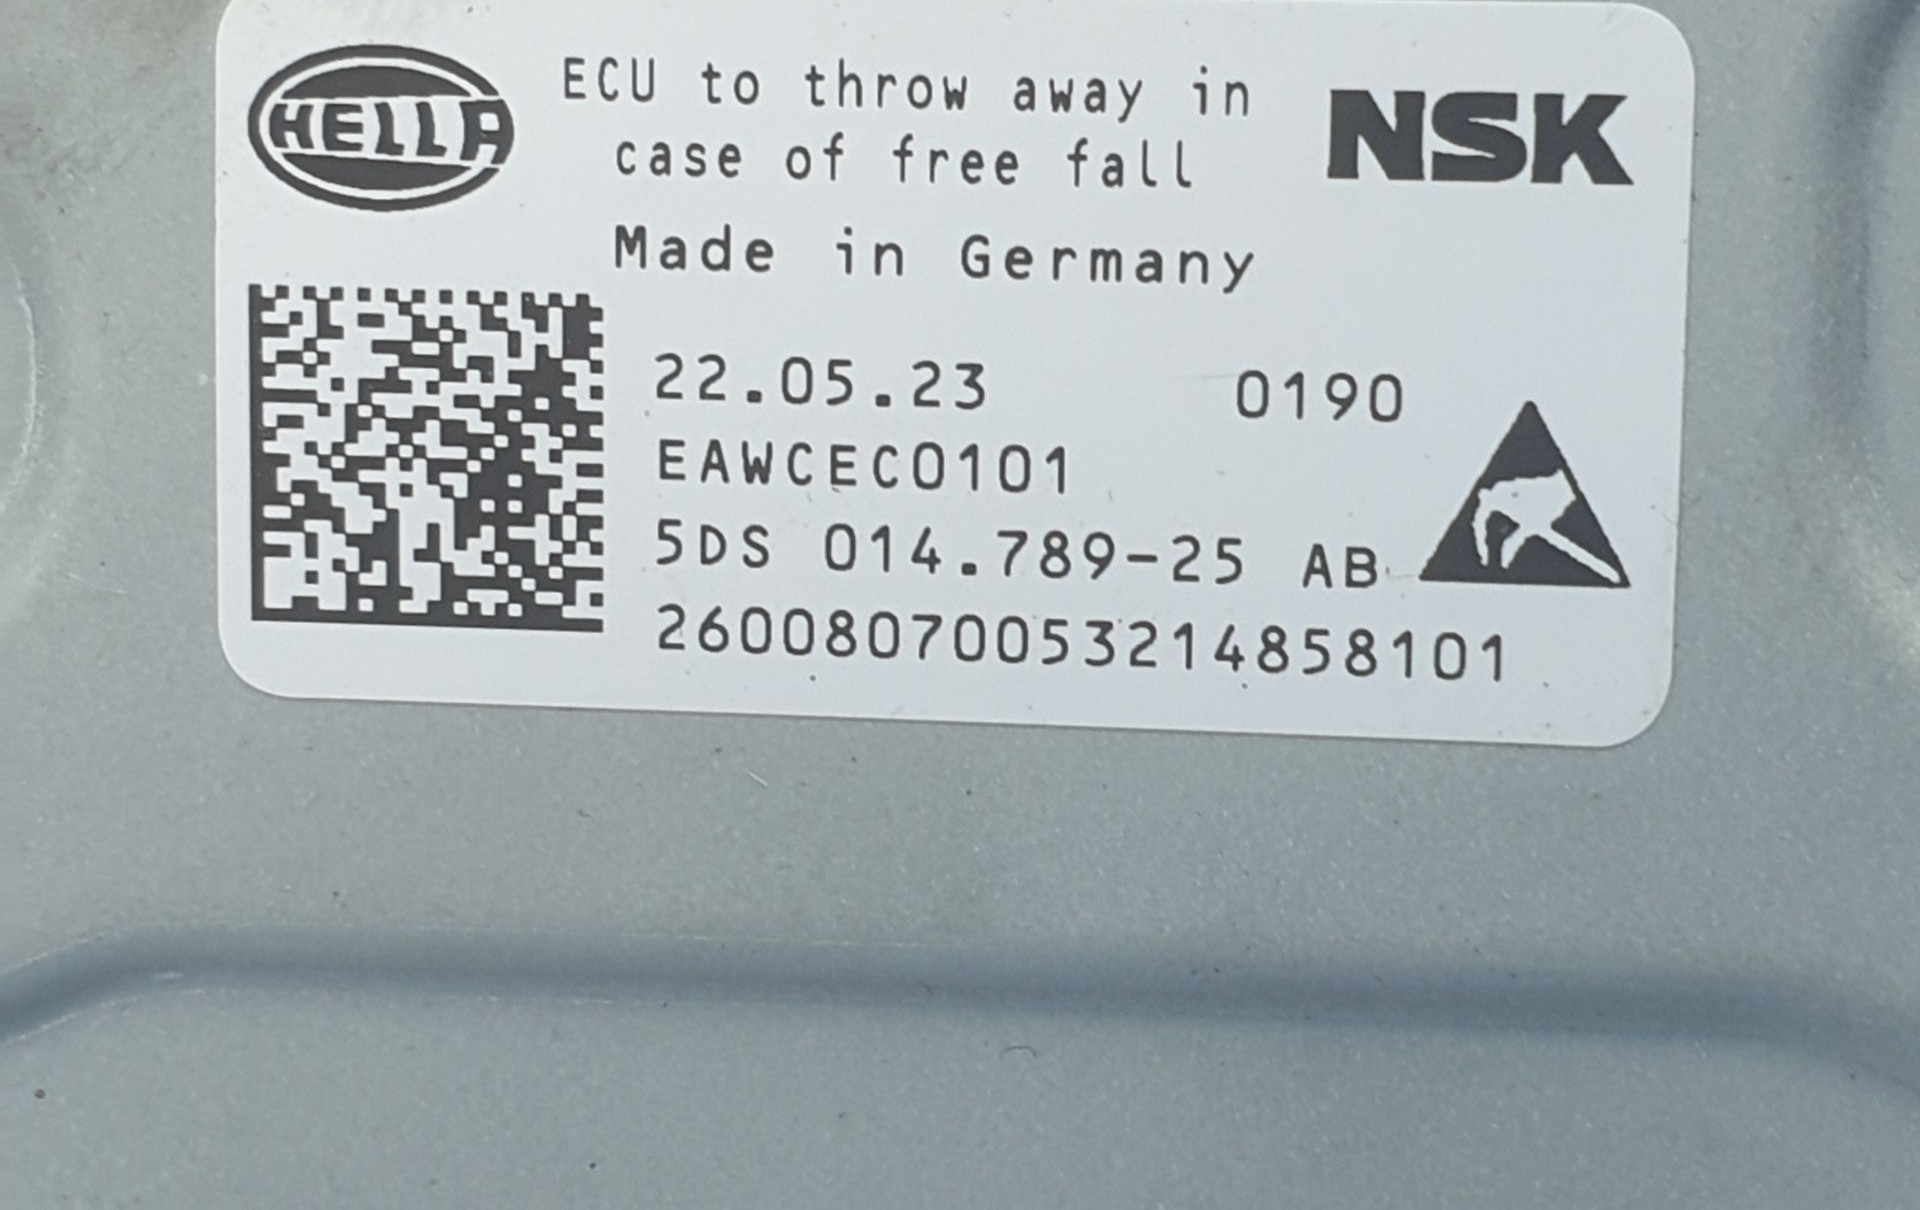 HELLA
ECU to throw away in
case of free fall
NSK
Made in Germany
22.05.23 0190
EAWCEC0101
5DS 014.789-25 AB
26008070053214858101